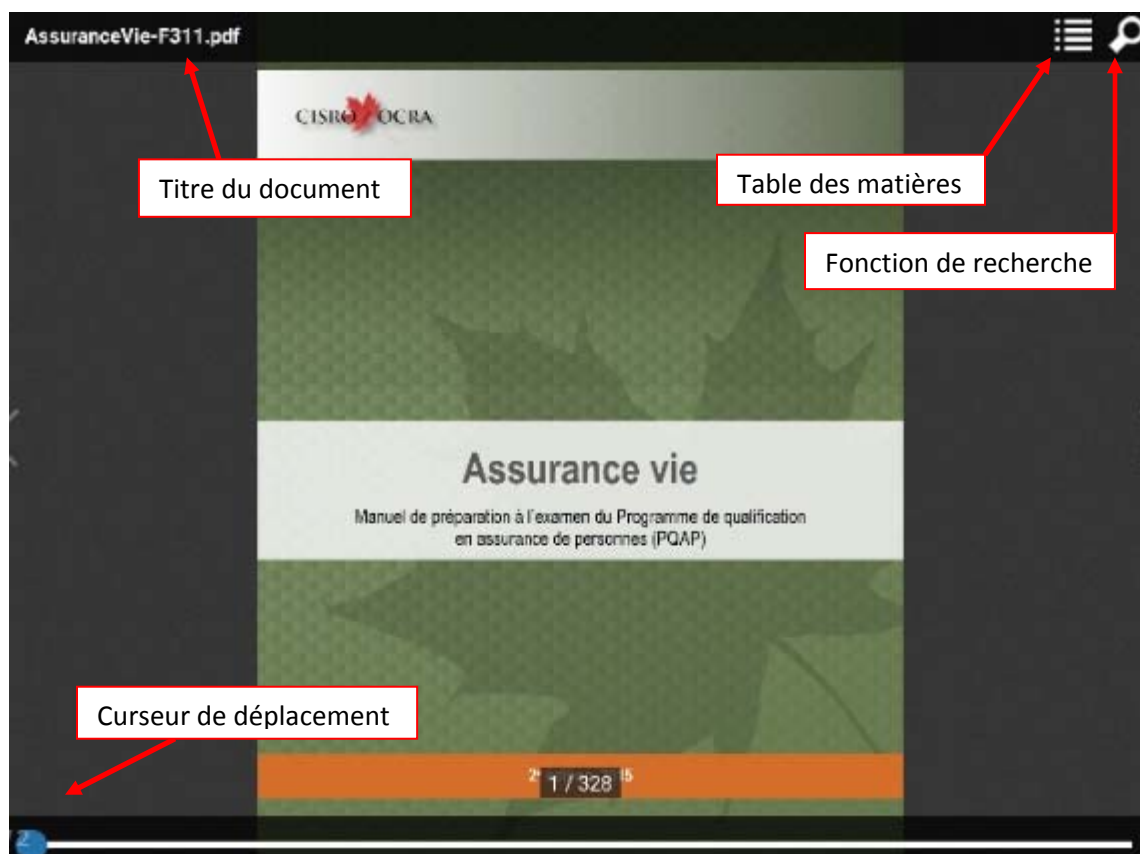 AssuranceVie-F311.pdf
CISRO OCRA
Titre du document
Table des matières
Fonction de recherche
Assurance vie
Manuel de préparation à l'examen du Programme de qualification
en assurance de personnes (PQAP)
Curseur de déplacement
1 / 328